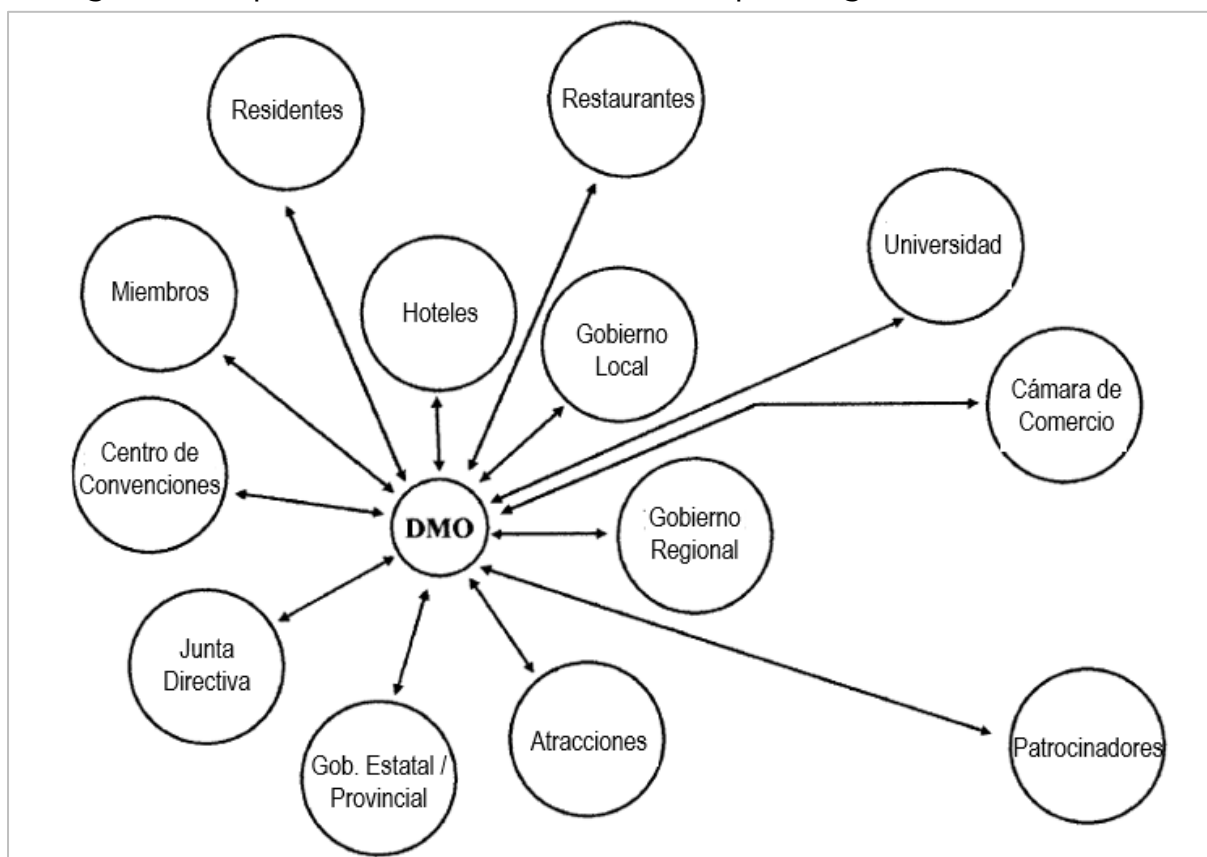 Residentes
Restaurantes
Universidad
Miembros
Hoteles
Gobierno
Local
Cámara de
Comercio
Centro de
Convenciones
DMO
Gobierno
Regional
Junta
Directiva
Gob. Estatal /
Provincial
Atracciones
Patrocinadores